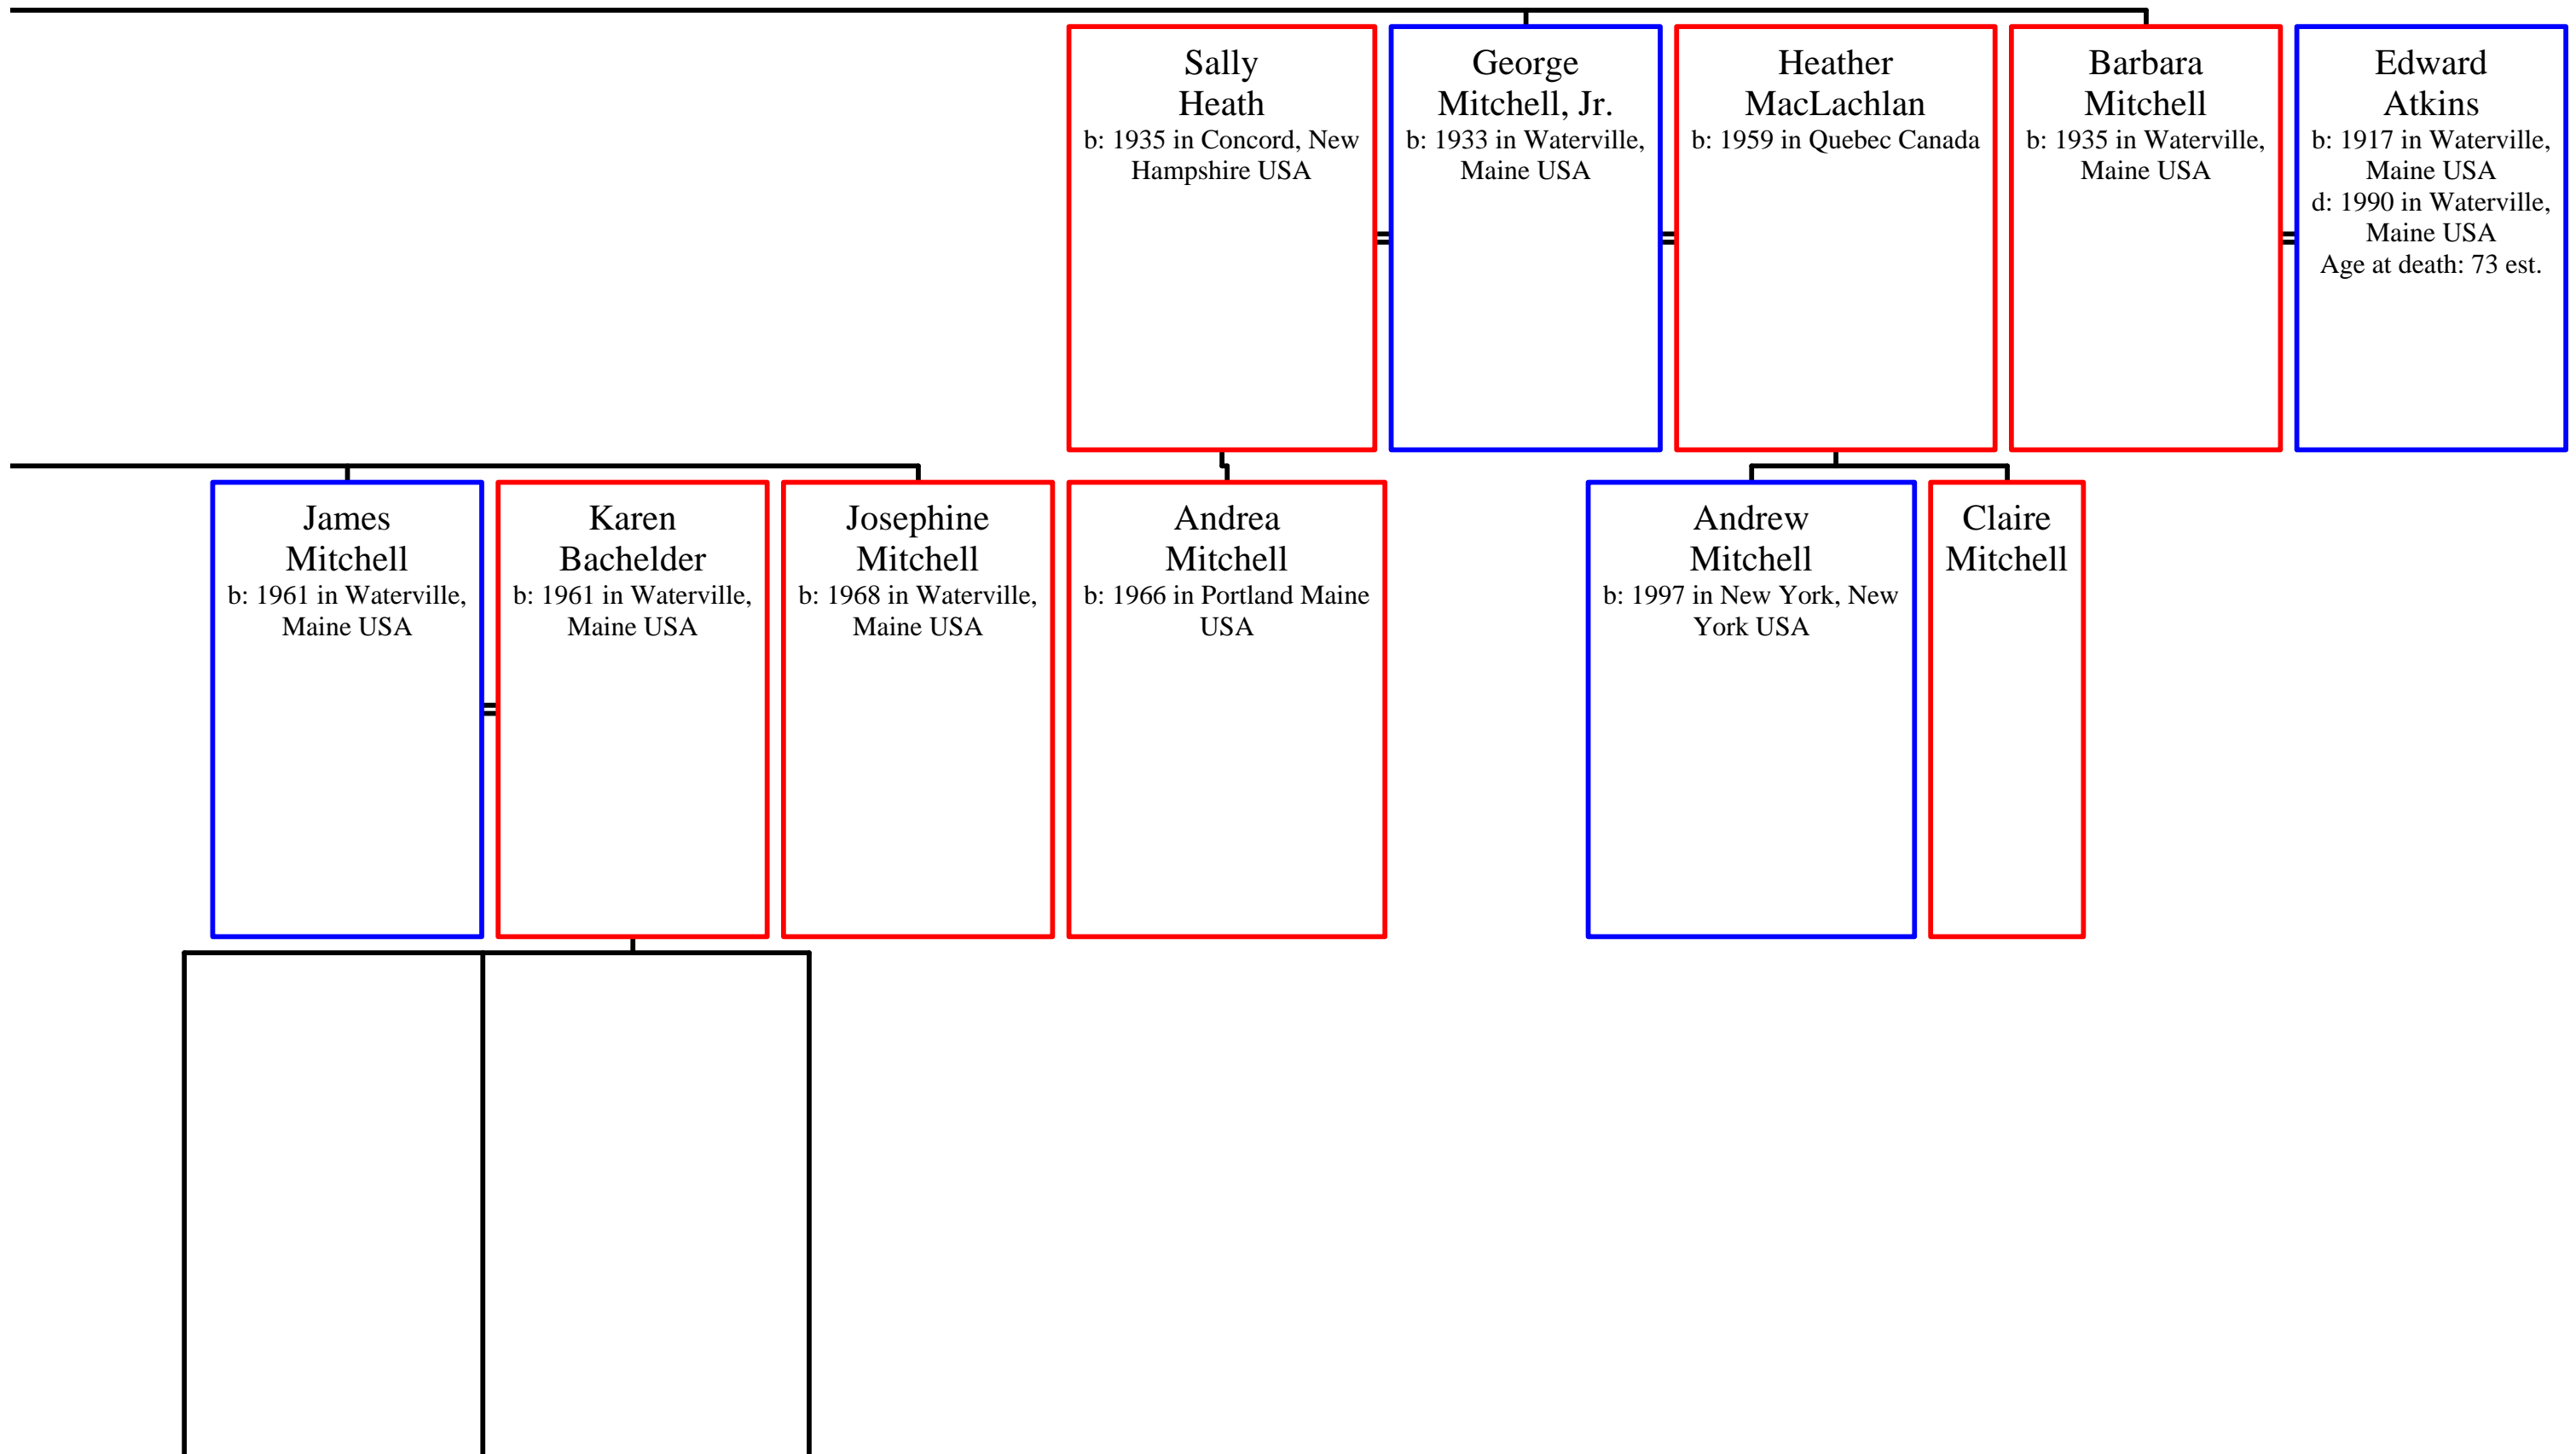 Sally
Heath
b: 1935 in Concord, New
Hampshire USA
George
Mitchell, Jr.
b: 1933 in Waterville,
Maine USA
Heather
MacLachlan
b: 1959 in Quebec Canada
Barbara
Mitchell
b: 1935 in Waterville,
Maine USA
Edward
Atkins
b: 1917 in Waterville,
Maine USA
d: 1990 in Waterville,
Maine USA
Age at death: 73 est.
James
Mitchell
b: 1961 in Waterville,
Maine USA
Karen
Bachelder
b: 1961 in Waterville,
Maine USA
Josephine
Mitchell
b: 1968 in Waterville,
Maine USA
Andrea
Mitchell
b: 1966 in Portland Maine
USA
Andrew
Mitchell
b: 1997 in New York, New
York USA
Claire
Mitchell